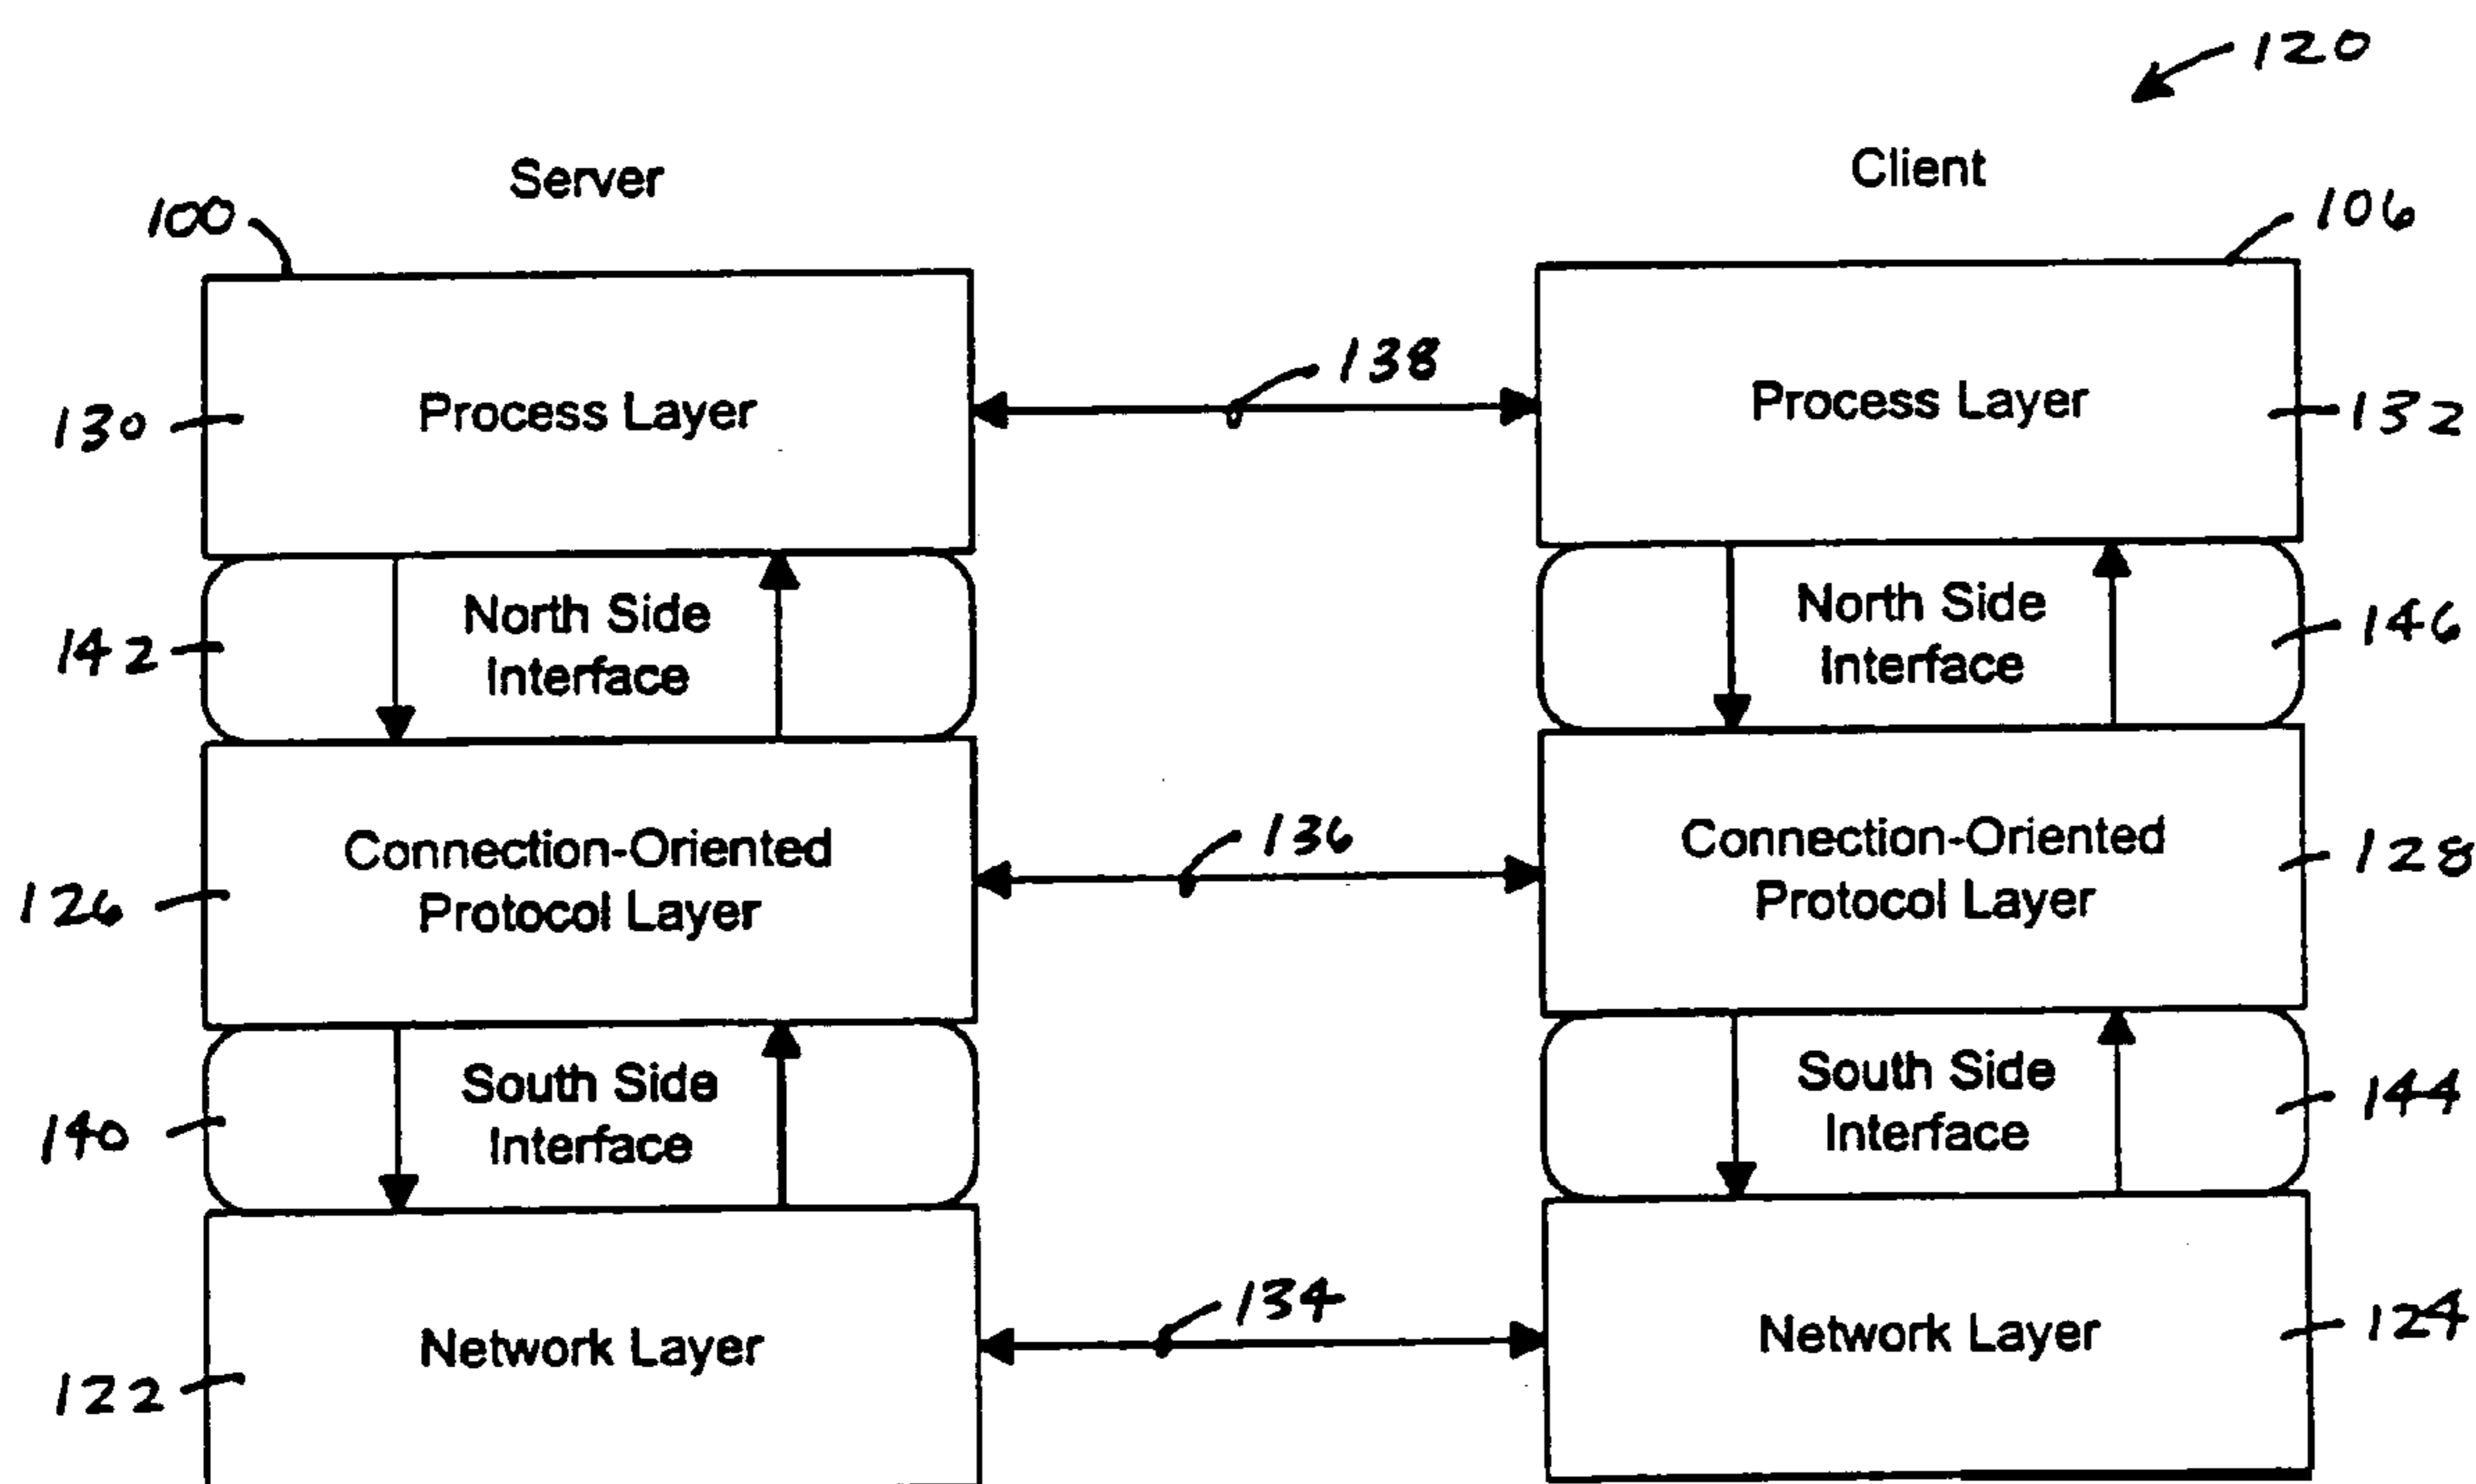 120
Server
Client
100
106
138
130
Process Layer
Process Layer
132
142
North Side
Interface
North Side
Interface
146
136
126
Connection-Oriented
Protocol Layer
Connection-Oriented
Protocol Layer
128
140
South Side
Interface
South Side
Interface
144
134
122
Network Layer
Network Layer
124